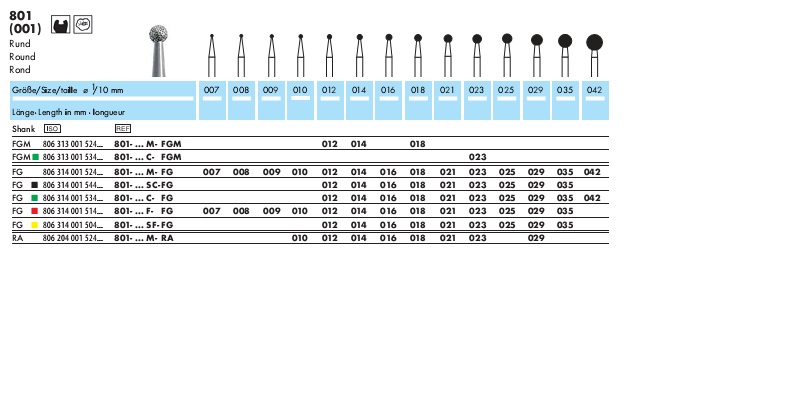 801
(001)
Rund
Round
Rond
Größe/Size/taille ø 1/10 mm 007 008 009 010 012 014 016 018 021 023 025 029 035 042
Länge · Length in mm · longueur
Shank ISO REF
FGM 806 313 001 524... 801- ... M- FGM 012 014 018
FGM 806 313 001 534... 801- ... C- FGM 023
FG 806 314 001 524... 801- ... M- FG 007 008 009 010 012 014 016 018 021 023 025 029 035 042
FG 806 314 001 544... 801- ... SC-FG 012 014 016 018 021 023 025 029 035
FG 806 314 001 534... 801- ... C- FG 012 014 016 018 021 023 025 029 035 042
FG 806 314 001 514... 801- ... F- FG 007 008 009 010 012 014 016 018 021 023 025 029 035
FG 806 314 001 504... 801- ... SF-FG 012 014 016 018 021 023 025 029 035
RA 806 204 001 524... 801- ... M- RA 010 012 014 016 018 021 023 029